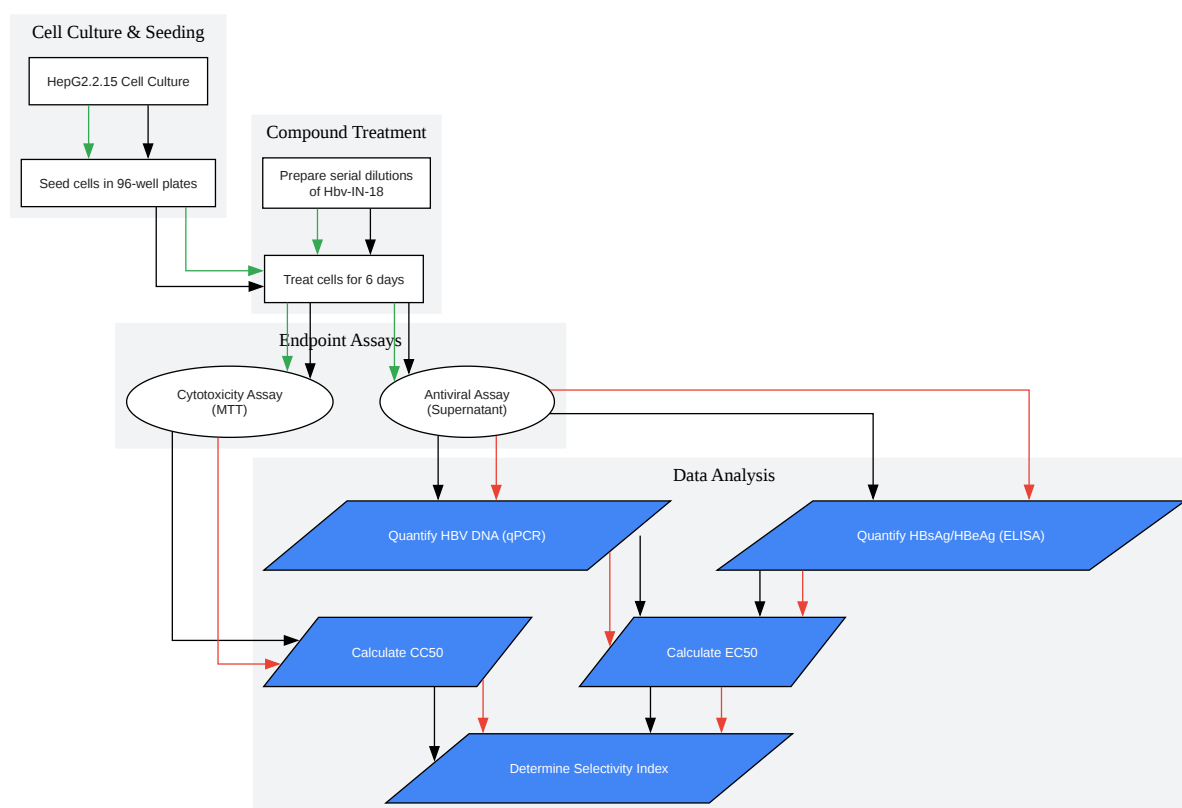 Cell Culture & Seeding
HepG2.2.15 Cell Culture
Seed cells in 96-well plates
Compound Treatment
Prepare serial dilutions
of Hbv-IN-18
Treat cells for 6 days
Endpoint Assays
Cytotoxicity Assay
(MTT)
Antiviral Assay
(Supernatant)
Data Analysis
Quantify HBV DNA (qPCR)
Quantify HBsAg/HBeAg (ELISA)
Calculate CC50
Calculate EC50
Determine Selectivity Index